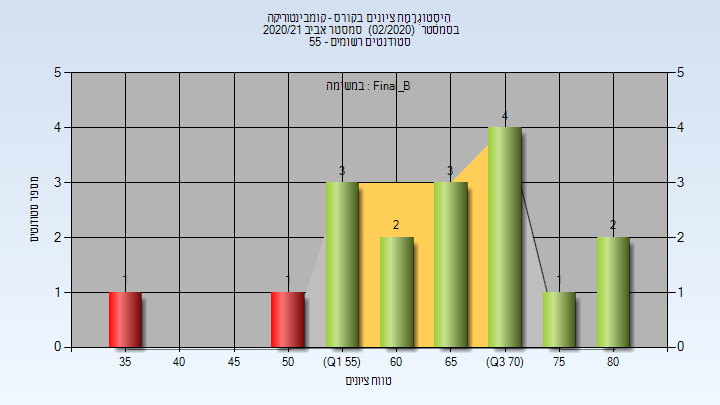 היסטוגרמת ציונים בקורס - קומבינטוריקה
בסמסטר (02/2020) סמסטר אביב 2020/21
סטודנטים רשומים - 55
במשימה : Final_B
מספר סטודנטים
5 5
4 4
3 3
2 2
1 1
0 0
1 1 3 2 3 4 1 2
35 40 45 50 (Q1 55) 60 65 (Q3 70) 75 80
טווח ציונים